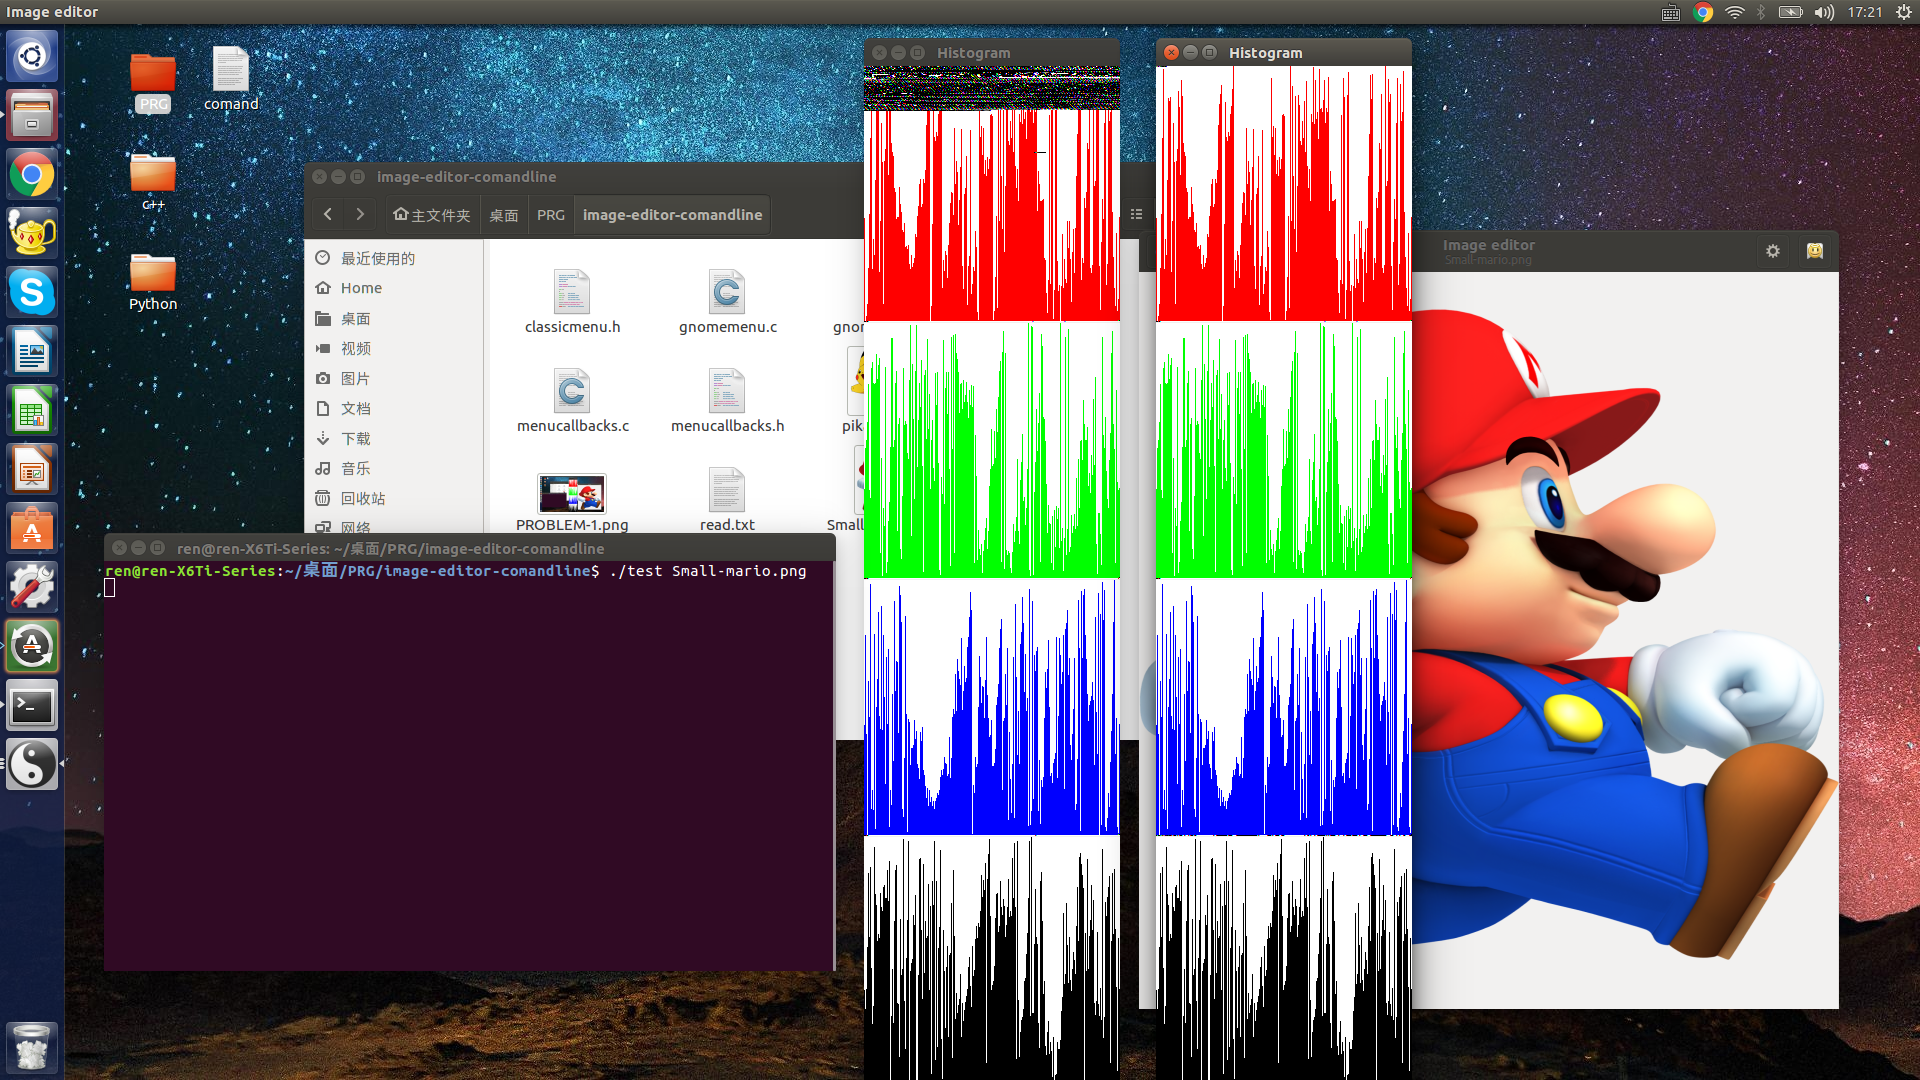 Image editor
17:21
PRG
comand
c++
Python
Histogram
Histogram
image-editor-comandline
主文件夹
桌面
PRG
image-editor-comandline
最近使用的
Home
桌面
视频
图片
文档
下载
音乐
回收站
网络
classicmenu.h
gnomemenu.c
gnon
menucallbacks.c
menucallbacks.h
pika
PROBLEM-1.png
read.txt
Small
Image editor
Small-mario.png
ren@ren-X6Ti-Series: ~/桌面/PRG/image-editor-comandline
ren@ren-X6Ti-Series:~/桌面/PRG/image-editor-comandline$ ./test Small-mario.png